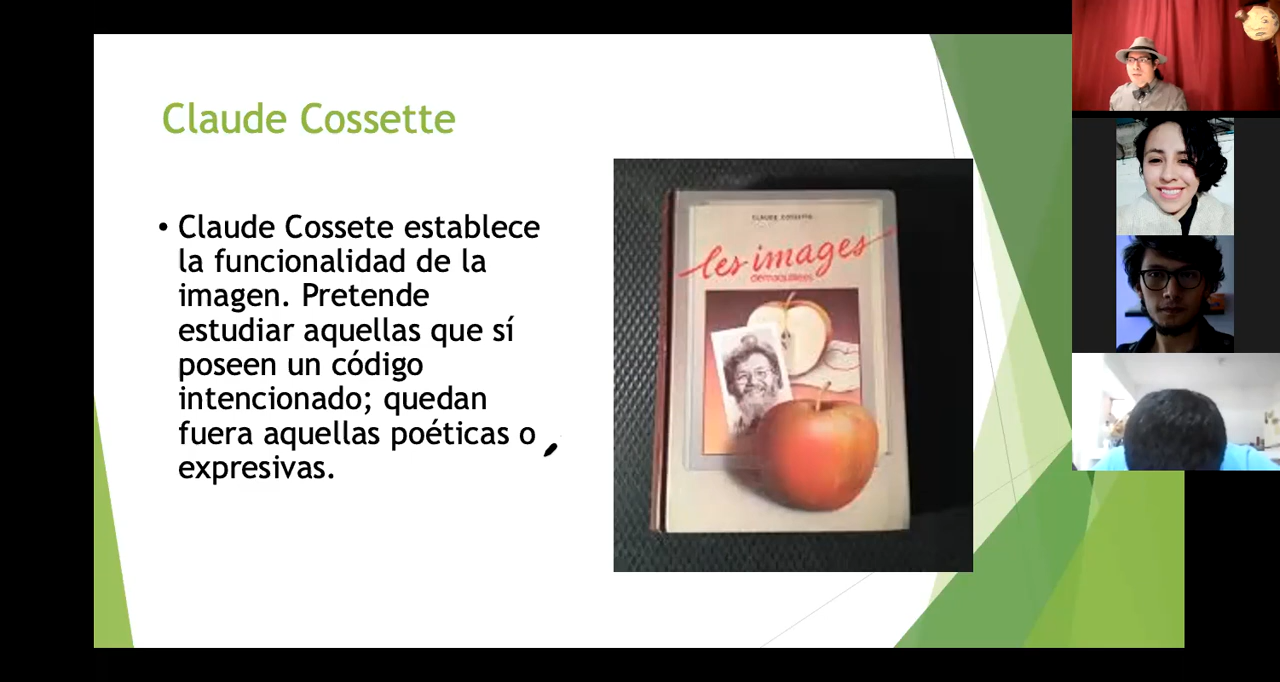 Claude Cossette
• Claude Cossete establece
la funcionalidad de la
imagen. Pretende
estudiar aquellas que sí
poseen un código
intencionado; quedan
fuera aquellas poéticas o
expresivas.
CLAUDE COSSETTE
les images
démaquillées